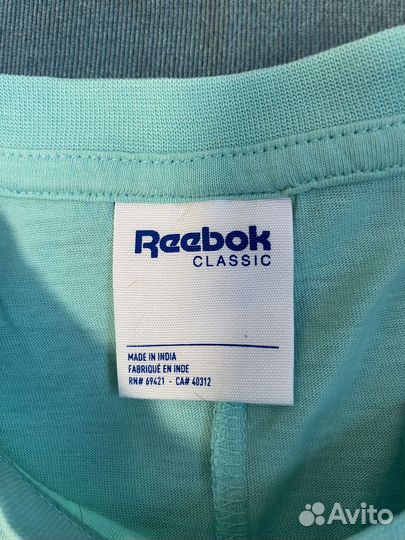 Reebok
CLASSIC
MADE IN INDIA
FABRIQUÉ EN INDE
RN# 69421 - CA# 40312
Avito